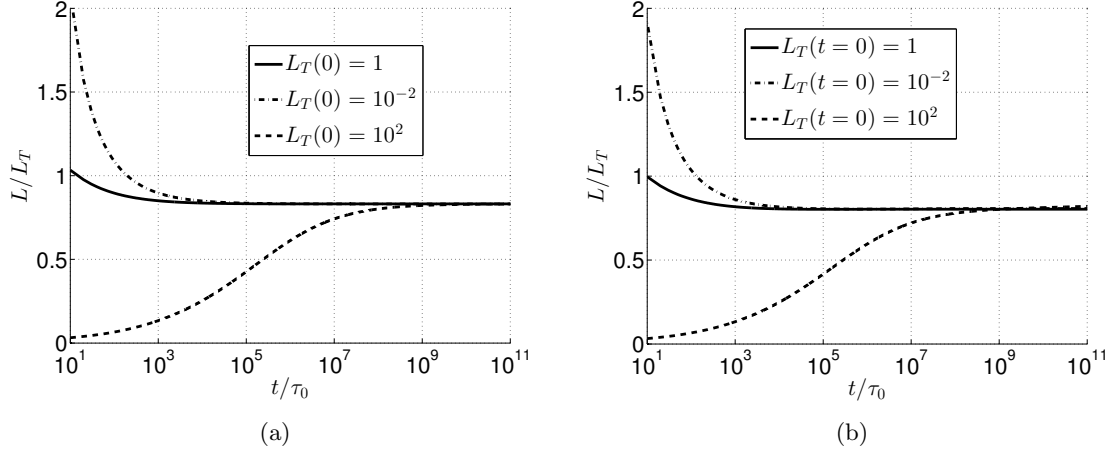 2
1.5
1
0.5
0
L/L_T
L_T(0) = 1
L_T(0) = 10^{-2}
L_T(0) = 10^2
10^1 10^3 10^5 10^7 10^9 10^{11}
t/τ_0
(a)
2
1.5
1
0.5
0
L/L_T
L_T(t = 0) = 1
L_T(t = 0) = 10^{-2}
L_T(t = 0) = 10^2
10^1 10^3 10^5 10^7 10^9 10^{11}
t/τ_0
(b)